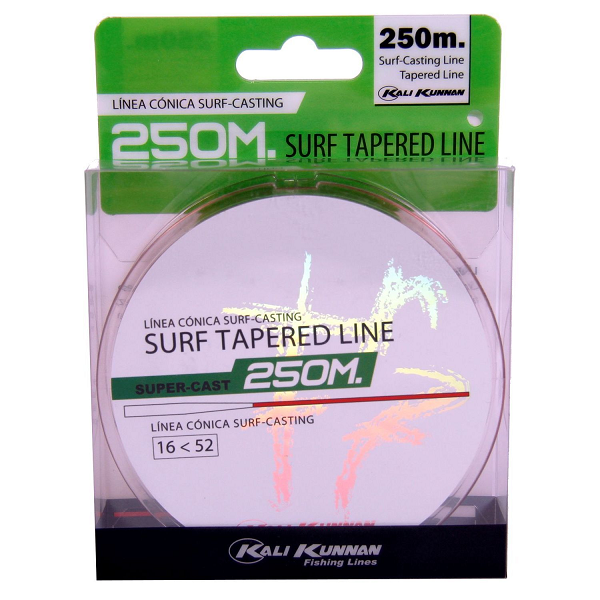 250m.
Surf-Casting Line
Tapered Line
KALI KUNNAN
LÍNEA CÓNICA SURF-CASTING
250M. SURF TAPERED LINE
LÍNEA CÓNICA SURF-CASTING
SURF TAPERED LINE
SUPER-CAST 250M.
LÍNEA CÓNICA SURF-CASTING
16 < 52
KALI KUNNAN
Fishing Lines